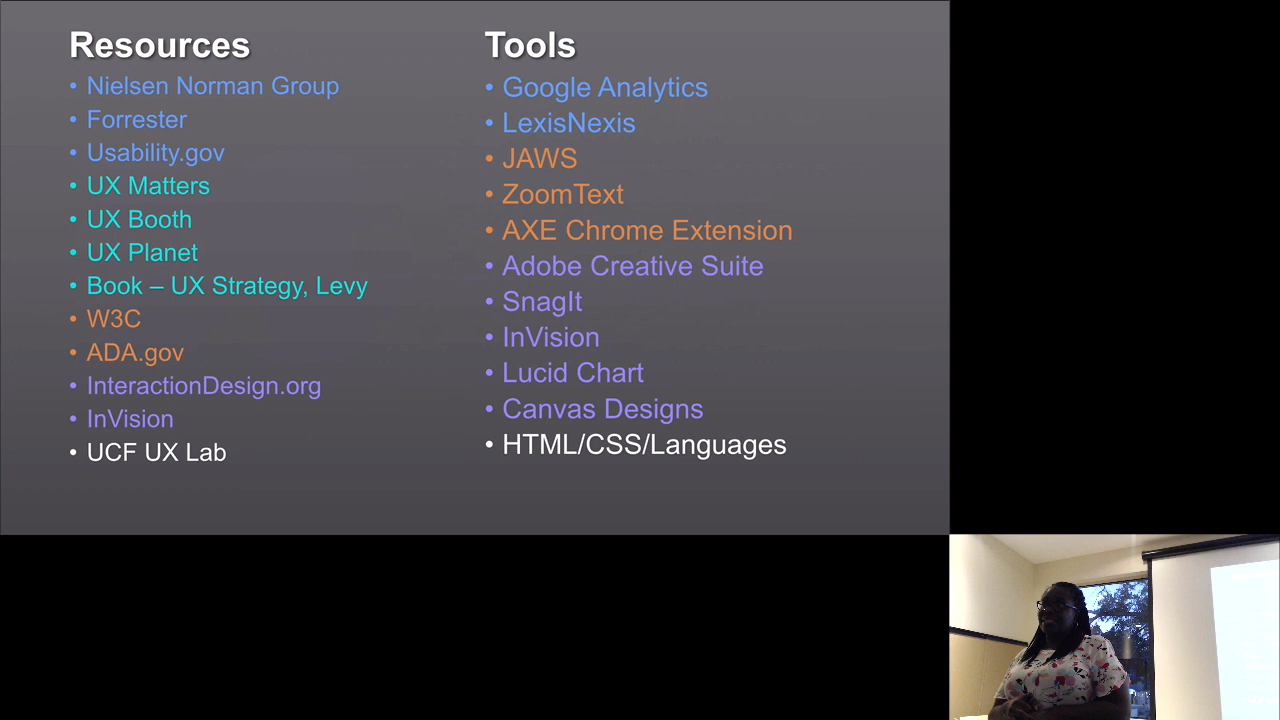 Resources
• Nielsen Norman Group
• Forrester
• Usability.gov
• UX Matters
• UX Booth
• UX Planet
• Book – UX Strategy, Levy
• W3C
• ADA.gov
• InteractionDesign.org
• InVision
• UCF UX Lab
Tools
• Google Analytics
• LexisNexis
• JAWS
• ZoomText
• AXE Chrome Extension
• Adobe Creative Suite
• SnagIt
• InVision
• Lucid Chart
• Canvas Designs
• HTML/CSS/Languages